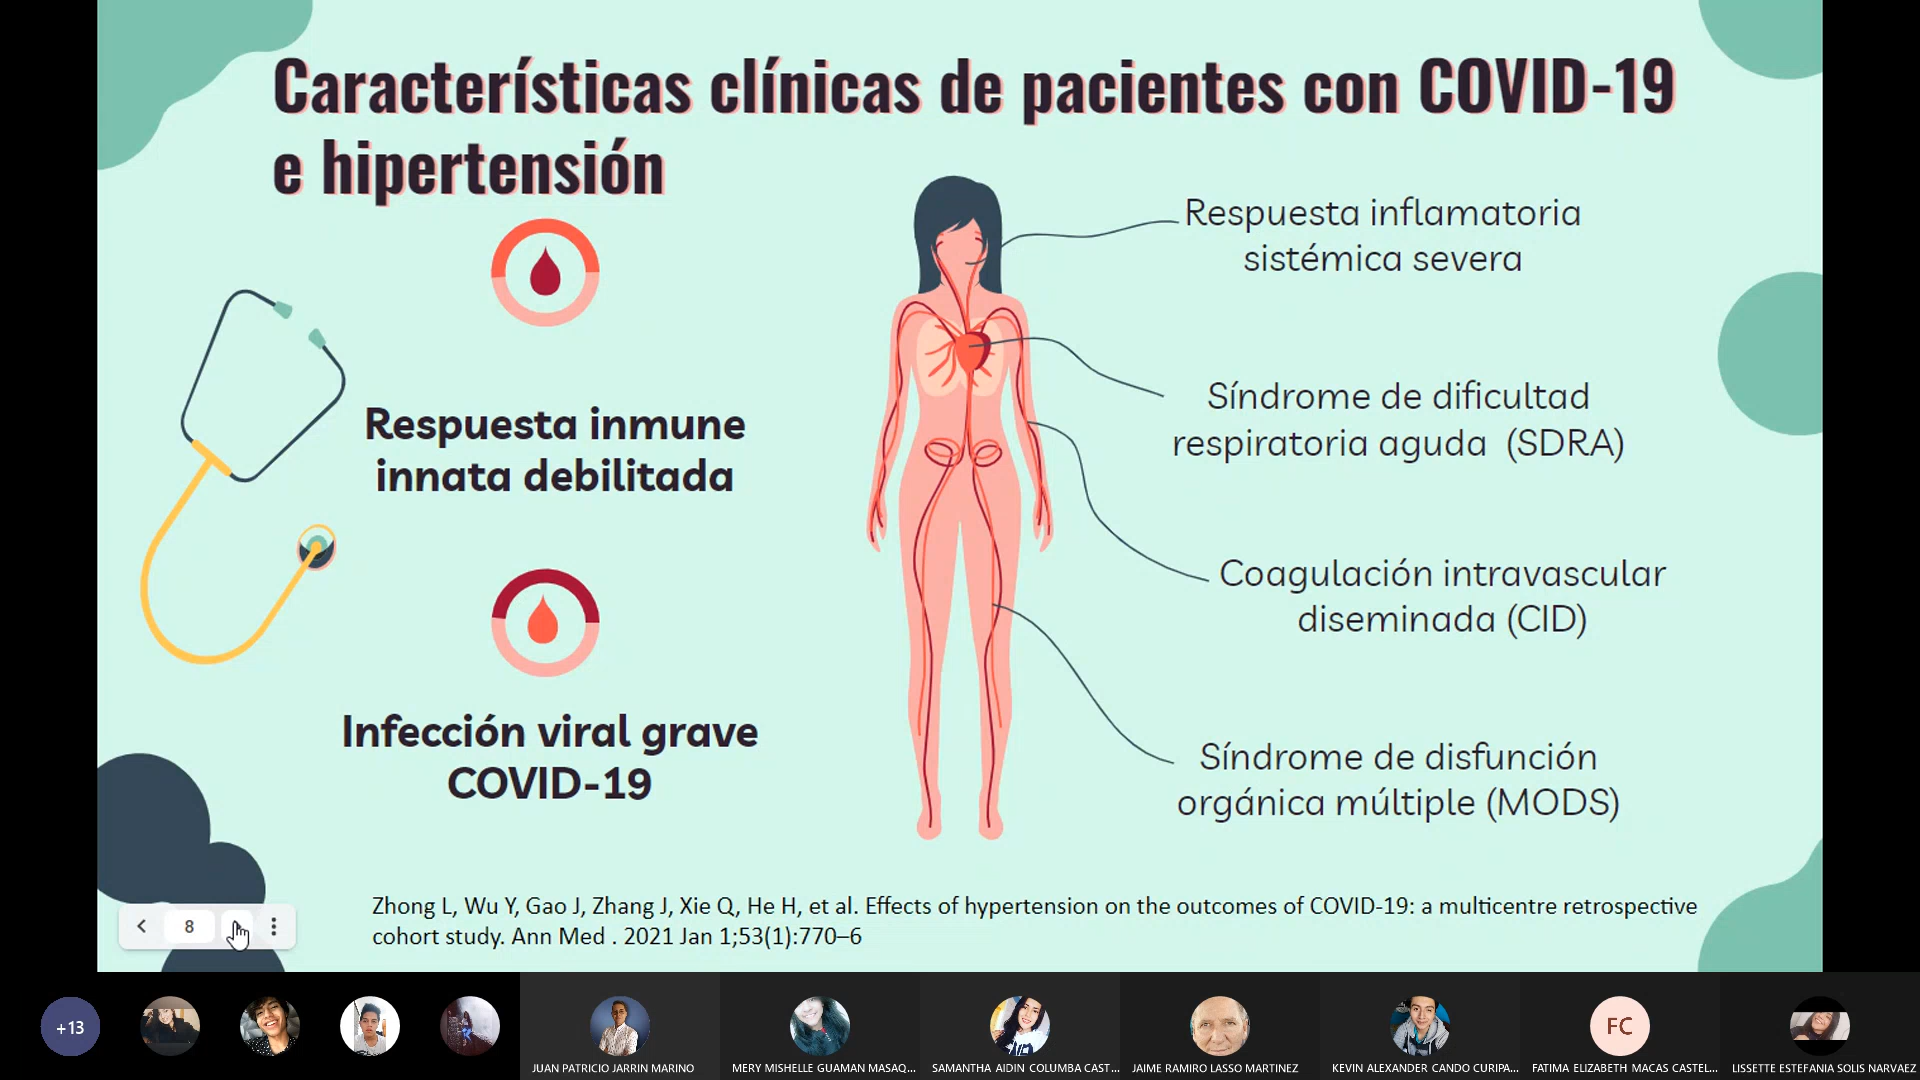 Características clínicas de pacientes con COVID-19
e hipertensión
Respuesta inmune
innata debilitada
Infección viral grave
COVID-19
Respuesta inflamatoria
sistémica severa
Síndrome de dificultad
respiratoria aguda (SDRA)
Coagulación intravascular
diseminada (CID)
Síndrome de disfunción
orgánica múltiple (MODS)
Zhong L, Wu Y, Gao J, Zhang J, Xie Q, He H, et al. Effects of hypertension on the outcomes of COVID-19: a multicentre retrospective
cohort study. Ann Med . 2021 Jan 1;53(1):770–6
8
+13
FC
JUAN PATRICIO JARRIN MARINO
MERY MISHELLE GUAMAN MASAQ...
SAMANTHA AIDIN COLUMBA CAST...
JAIME RAMIRO LASSO MARTINEZ
KEVIN ALEXANDER CANDO CURIPA...
FATIMA ELIZABETH MACAS CASTEL...
LISSETTE ESTEFANIA SOLIS NARVAEZ